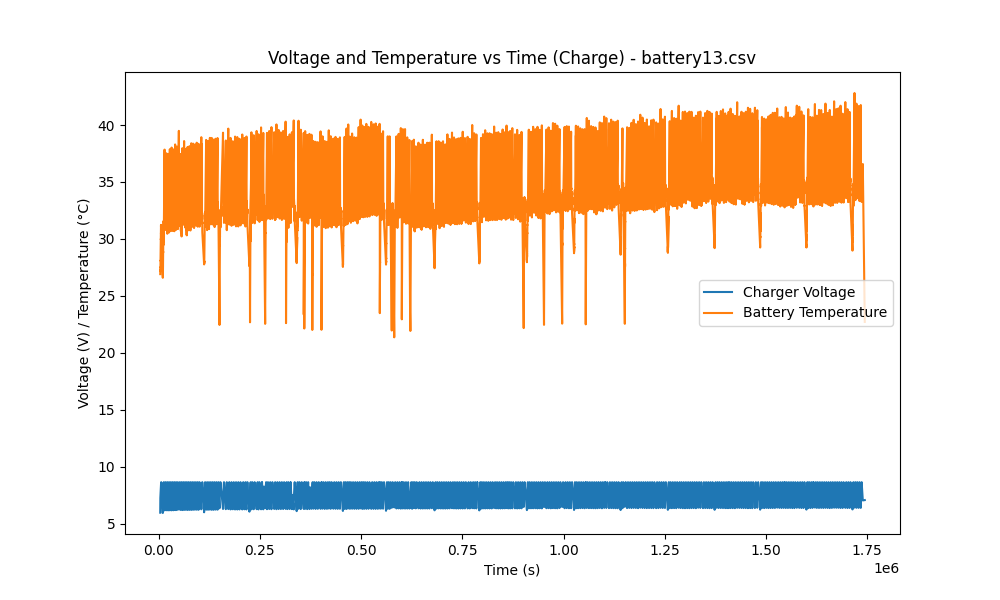 Voltage and Temperature vs Time (Charge) - battery13.csv
Voltage (V) / Temperature (°C)
40
35
30
25
20
15
10
5
Charger Voltage
Battery Temperature
0.00 0.25 0.50 0.75 1.00 1.25 1.50 1.75
1e6
Time (s)